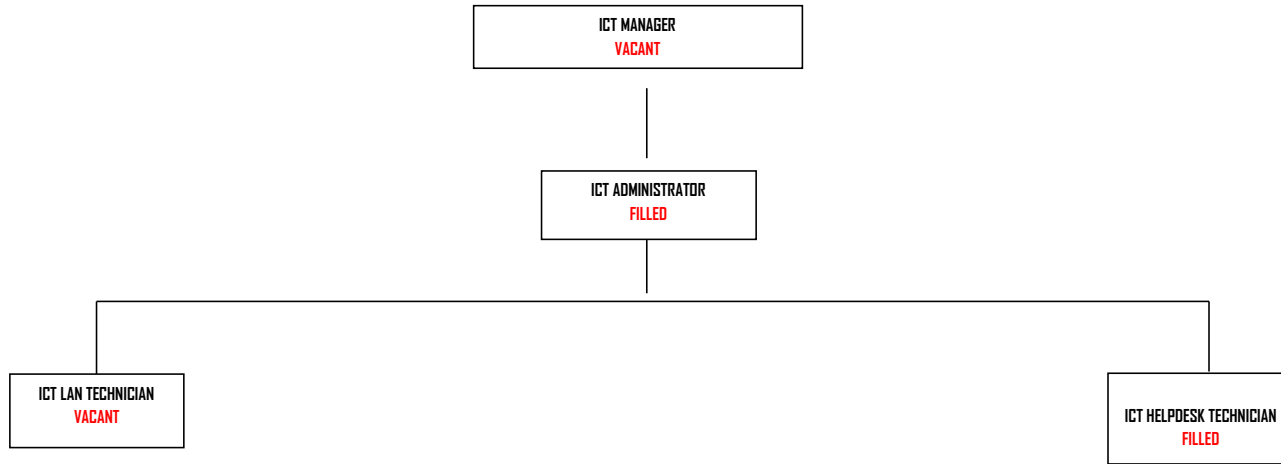 ICT MANAGER
VACANT
ICT ADMINISTRATOR
FILLED
ICT LAN TECHNICIAN
VACANT
ICT HELPDESK TECHNICIAN
FILLED